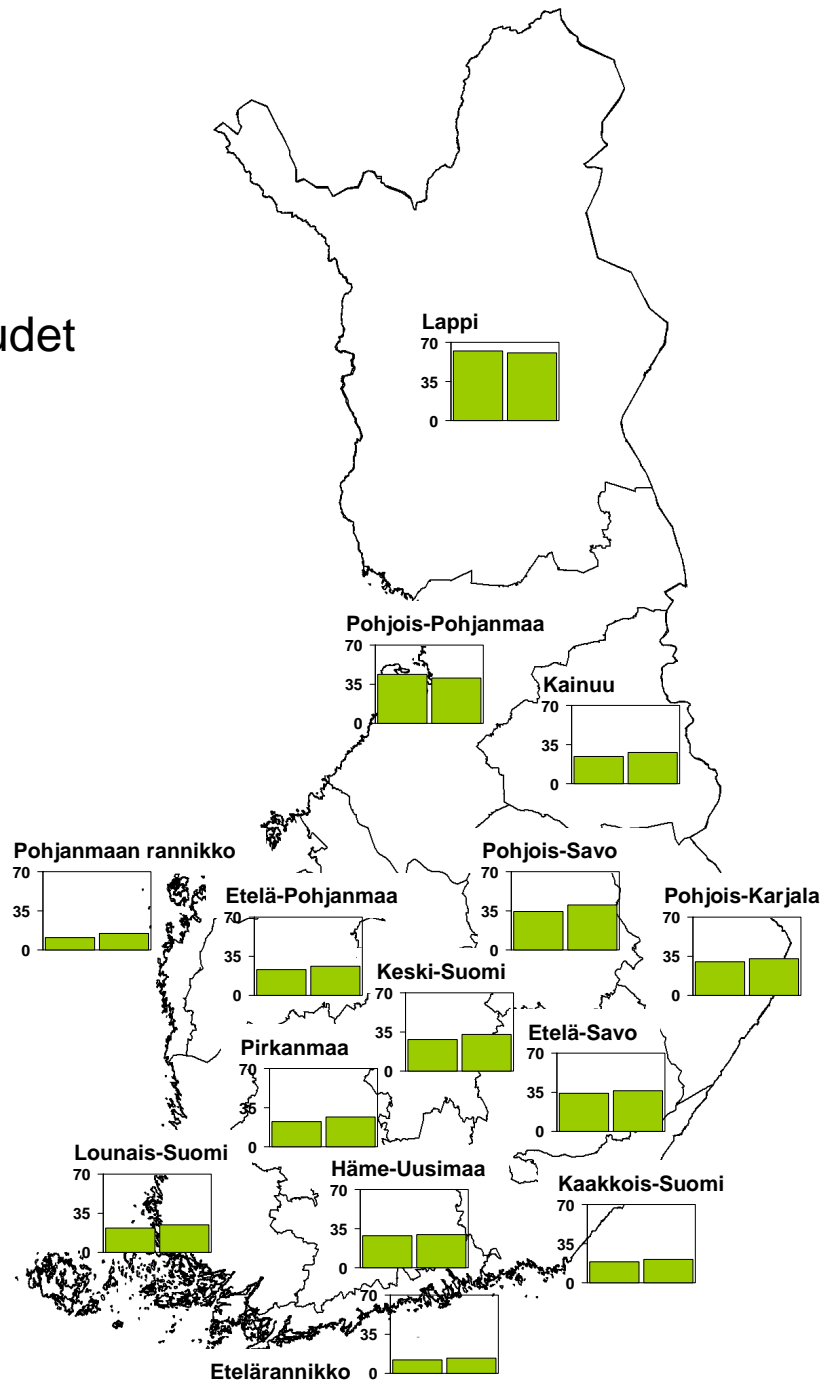 udet
Lappi
70
35
0
Pohjois-Pohjanmaa
70
35
0
Kainuu
70
35
0
Pohjanmaan rannikko
70
35
0
Pohjois-Savo
70
35
0
Etelä-Pohjanmaa
70
35
0
Pohjois-Karjala
70
35
0
Keski-Suomi
70
35
0
Etelä-Savo
70
35
0
Pirkanmaa
70
35
0
Lounais-Suomi
70
35
0
Häme-Uusimaa
70
35
0
Kaakkois-Suomi
70
35
0
70
35
0
Etelärannikko